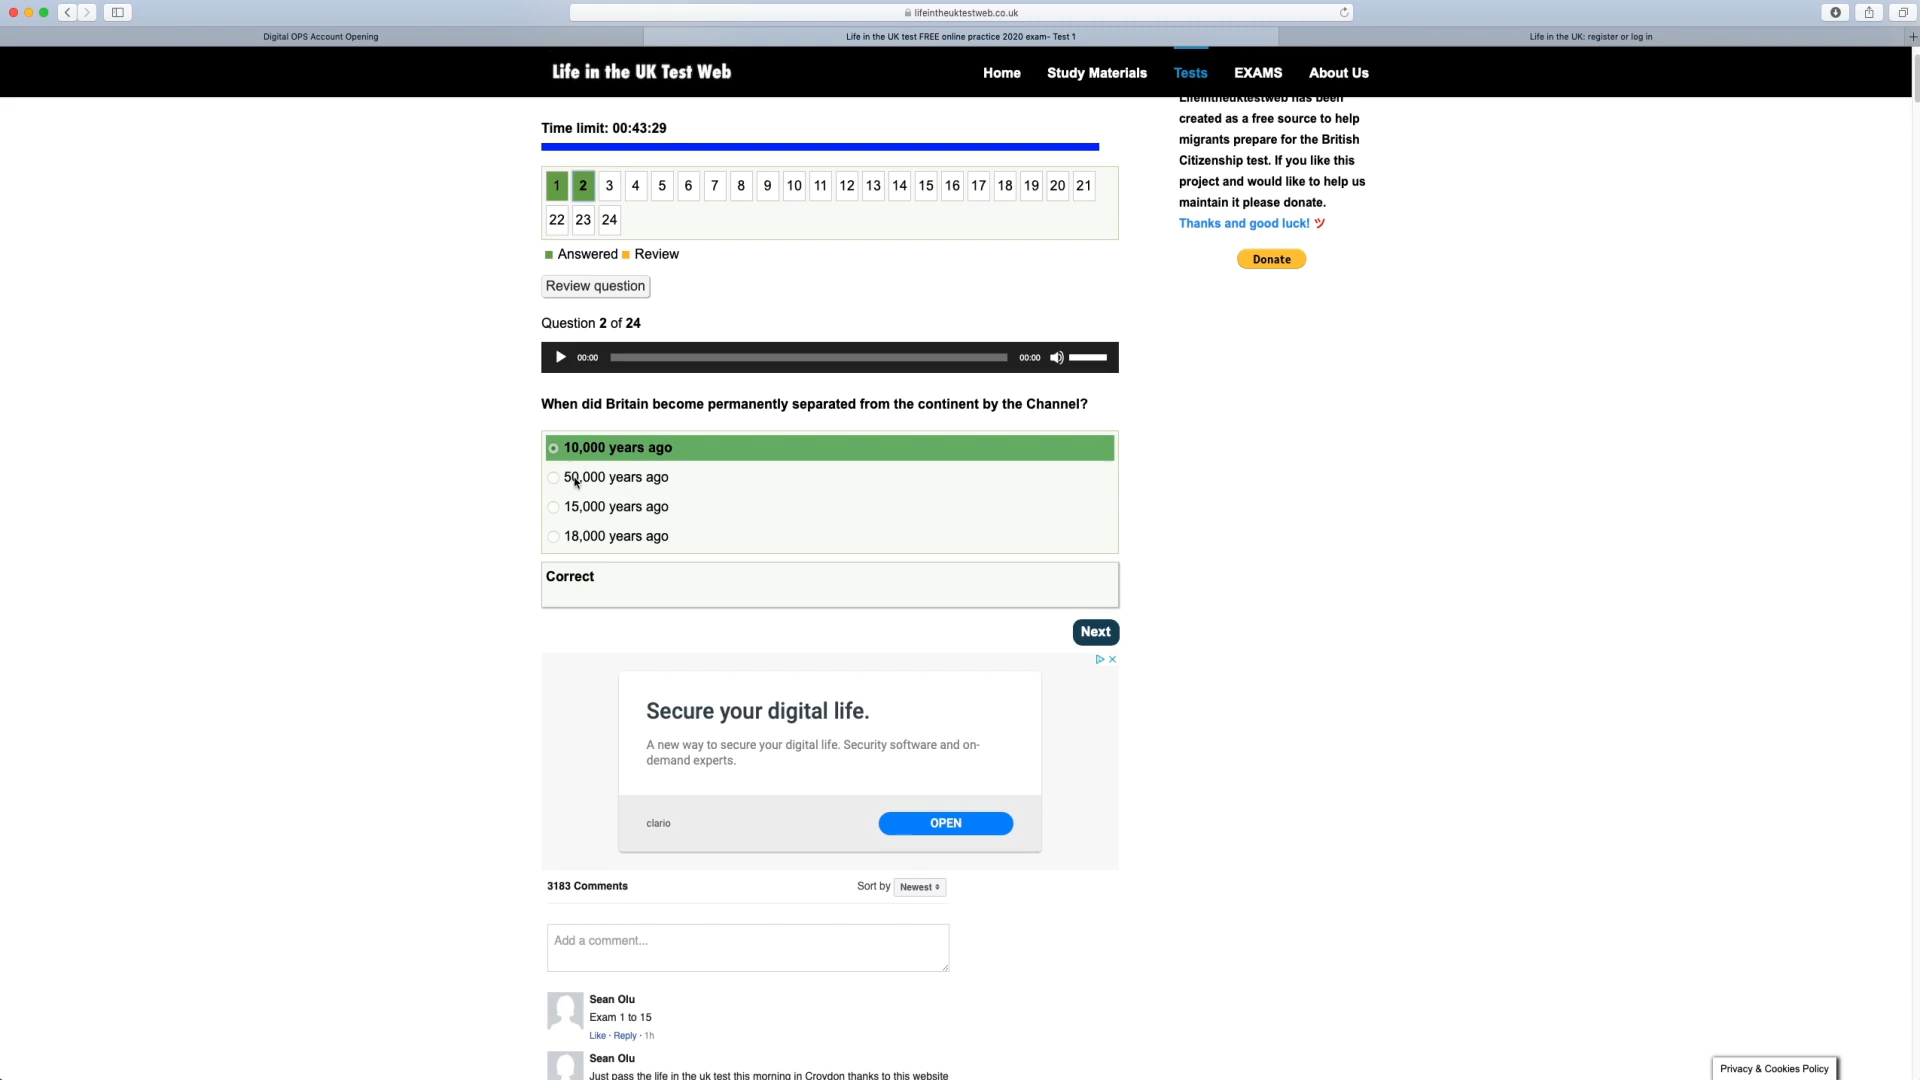 lifeintheuktestweb.co.uk
Digital OPS Account Opening
Life in the UK test FREE online practice 2020 exam- Test 1
Life in the UK: register or log in
Life in the UK Test Web
Home
Study Materials
Tests
EXAMS
About Us
Lifeintheuktestweb has been
created as a free source to help
migrants prepare for the British
Citizenship test. If you like this
project and would like to help us
maintain it please donate.
Thanks and good luck! ツ
Donate
Time limit: 00:43:29
1 2 3 4 5 6 7 8 9 10 11 12 13 14 15 16 17 18 19 20 21
22 23 24
Answered Review
Review question
Question 2 of 24
00:00 00:00
When did Britain become permanently separated from the continent by the Channel?
10,000 years ago
50,000 years ago
15,000 years ago
18,000 years ago
Correct
Next
Secure your digital life.
A new way to secure your digital life. Security software and on-
demand experts.
clario
OPEN
3183 Comments
Sort by Newest
Add a comment...
Sean Olu
Exam 1 to 15
Like · Reply · 1h
Sean Olu
Just pass the life in the uk test this morning in Croydon thanks to this website
Privacy & Cookies Policy